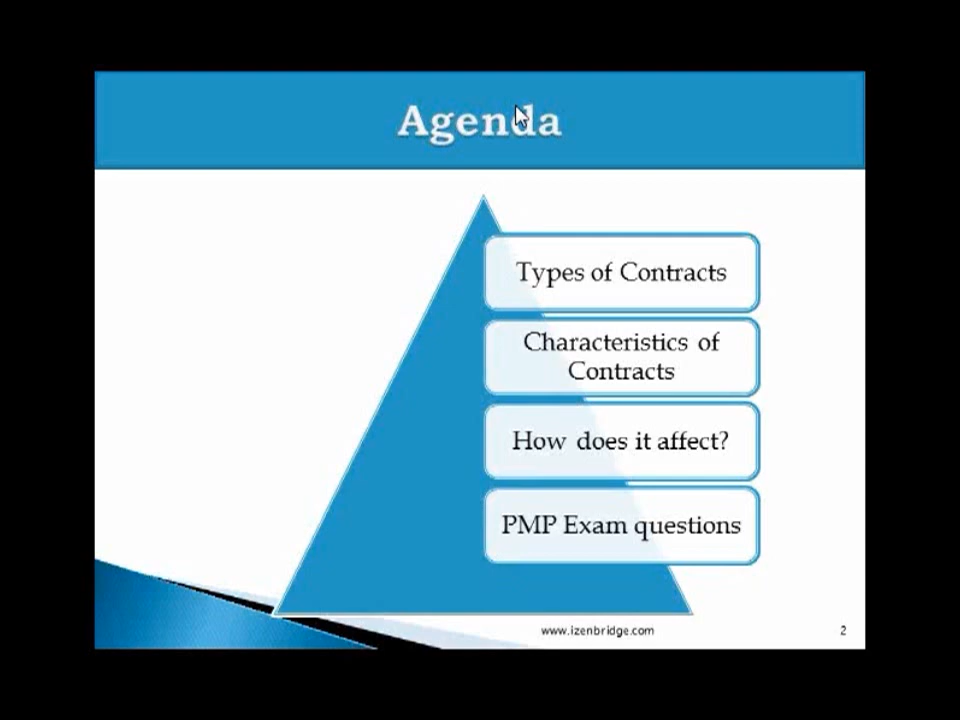 Agenda
Types of Contracts
Characteristics of
Contracts
How does it affect?
PMP Exam questions
www.izenbridge.com
2